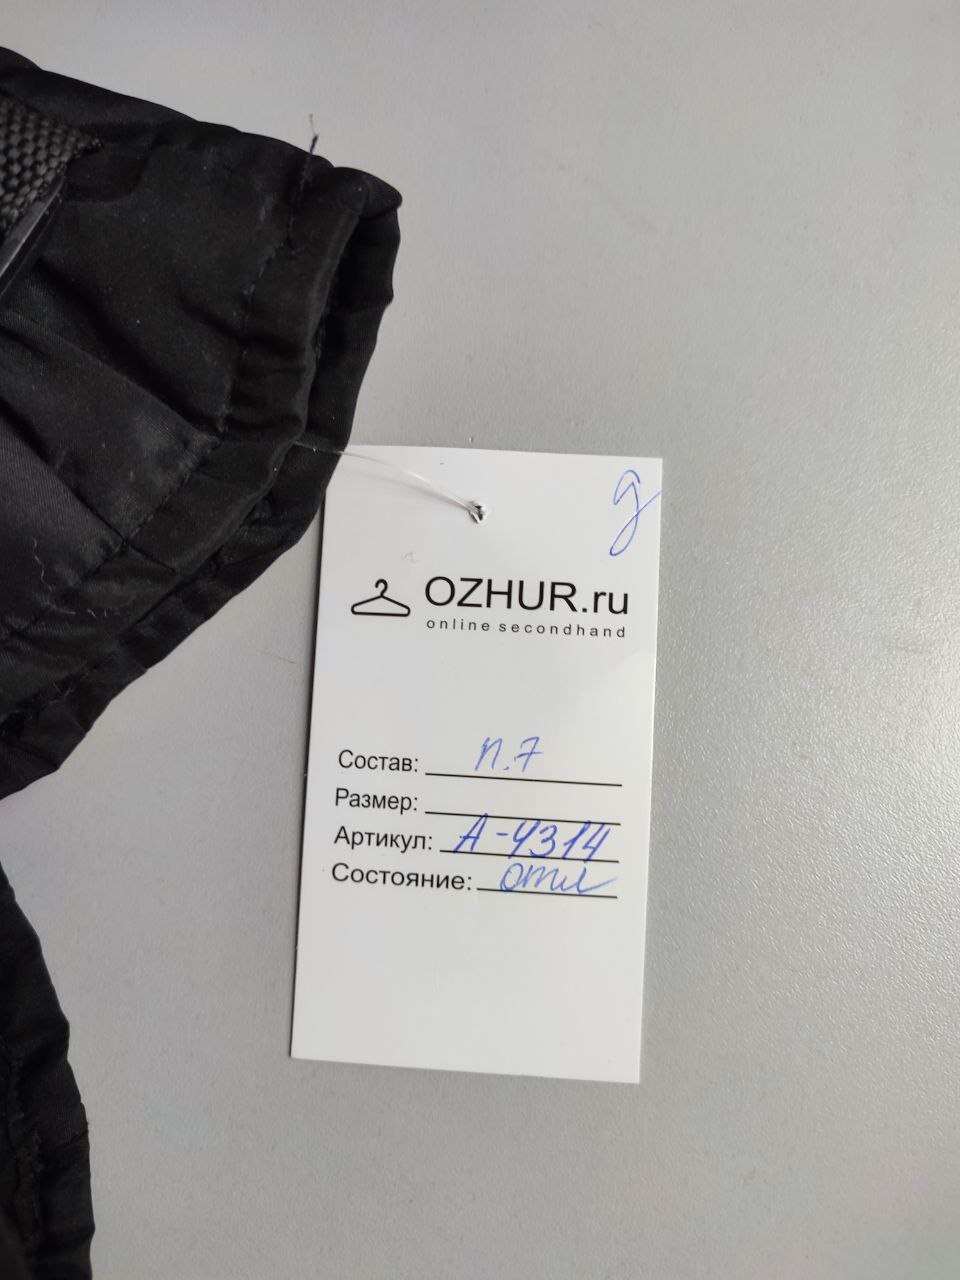 д
OZHUR.ru
online secondhand
Состав: п.7
Размер:
Артикул: А-4314
Состояние: отл